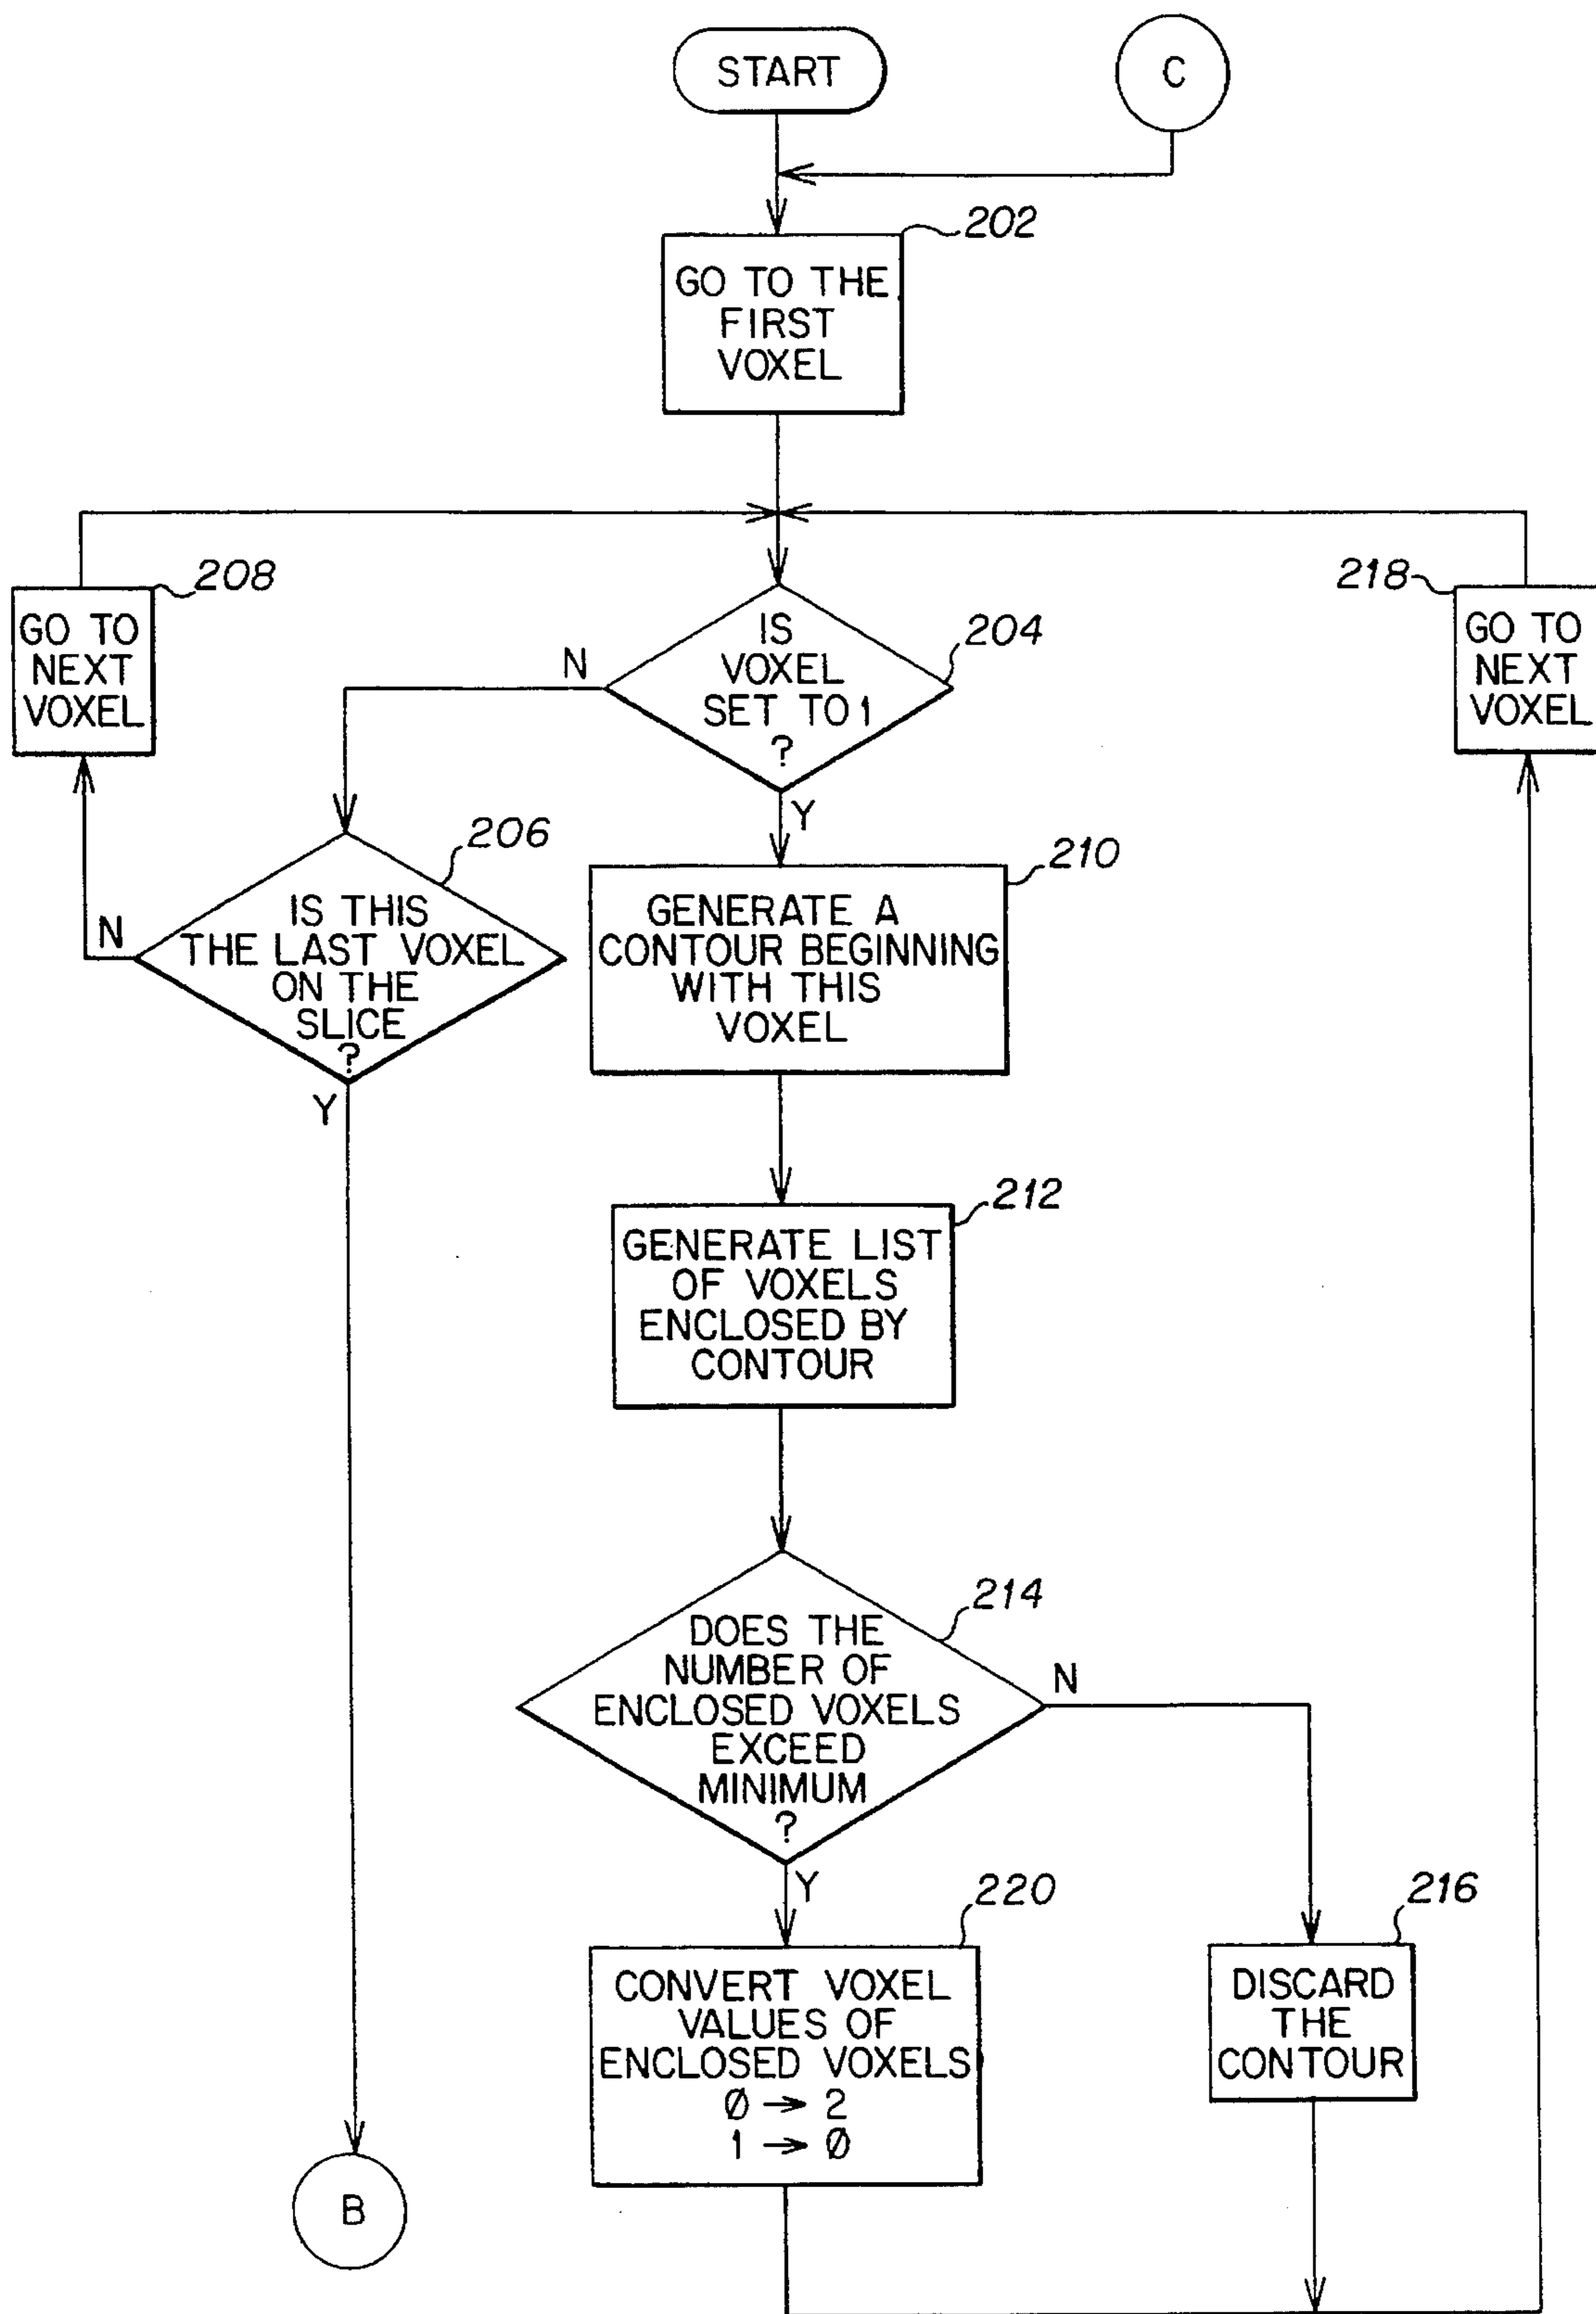 START
C
202
GO TO THE
FIRST
VOXEL
208
GO TO
NEXT
VOXEL
218
GO TO
NEXT
VOXEL
204
IS
VOXEL
SET TO 1
?
N
Y
206
IS THIS
THE LAST VOXEL
ON THE
SLICE
?
N
Y
210
GENERATE A
CONTOUR BEGINNING
WITH THIS
VOXEL
212
GENERATE LIST
OF VOXELS
ENCLOSED BY
CONTOUR
214
DOES THE
NUMBER OF
ENCLOSED VOXELS
EXCEED
MINIMUM
?
N
Y
220
CONVERT VOXEL
VALUES OF
ENCLOSED VOXELS
Ø → 2
1 → Ø
216
DISCARD
THE
CONTOUR
B